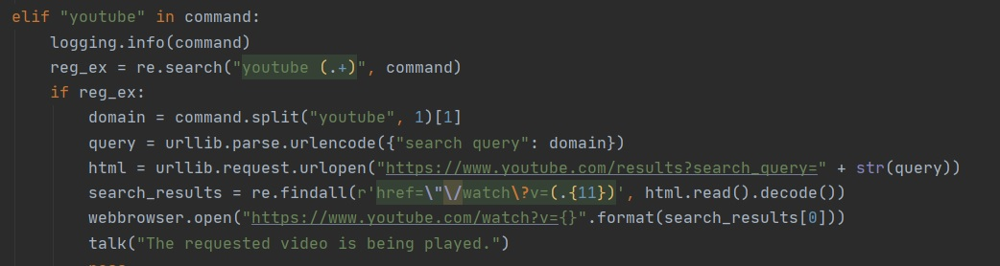 elif "youtube" in command:
logging.info(command)
reg_ex = re.search("youtube (.+)", command)
if reg_ex:
domain = command.split("youtube", 1)[1]
query = urllib.parse.urlencode({"search query": domain})
html = urllib.request.urlopen("https://www.youtube.com/results?search_query=" + str(query))
search_results = re.findall(r'href=\"\/watch\?v=(.{11})', html.read().decode())
webbrowser.open("https://www.youtube.com/watch?v={}".format(search_results[0]))
talk("The requested video is being played.")